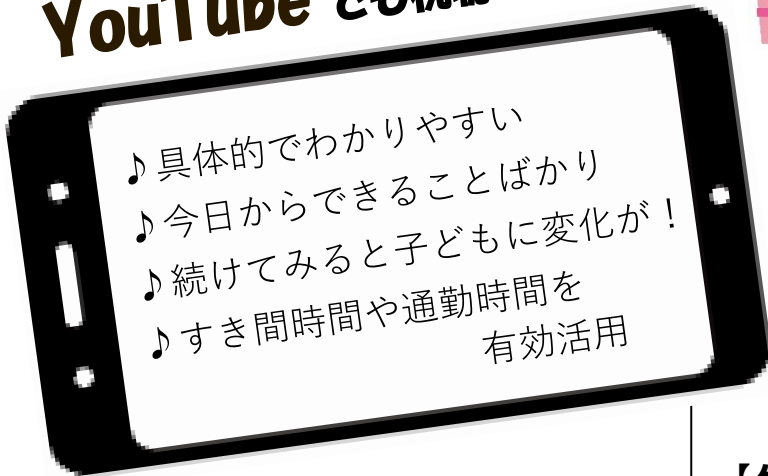 YouTube
♪具体的でわかりやすい
♪今日からできることばかり
♪続けてみると子どもに変化が！
♪すき間時間や通勤時間を
有効活用